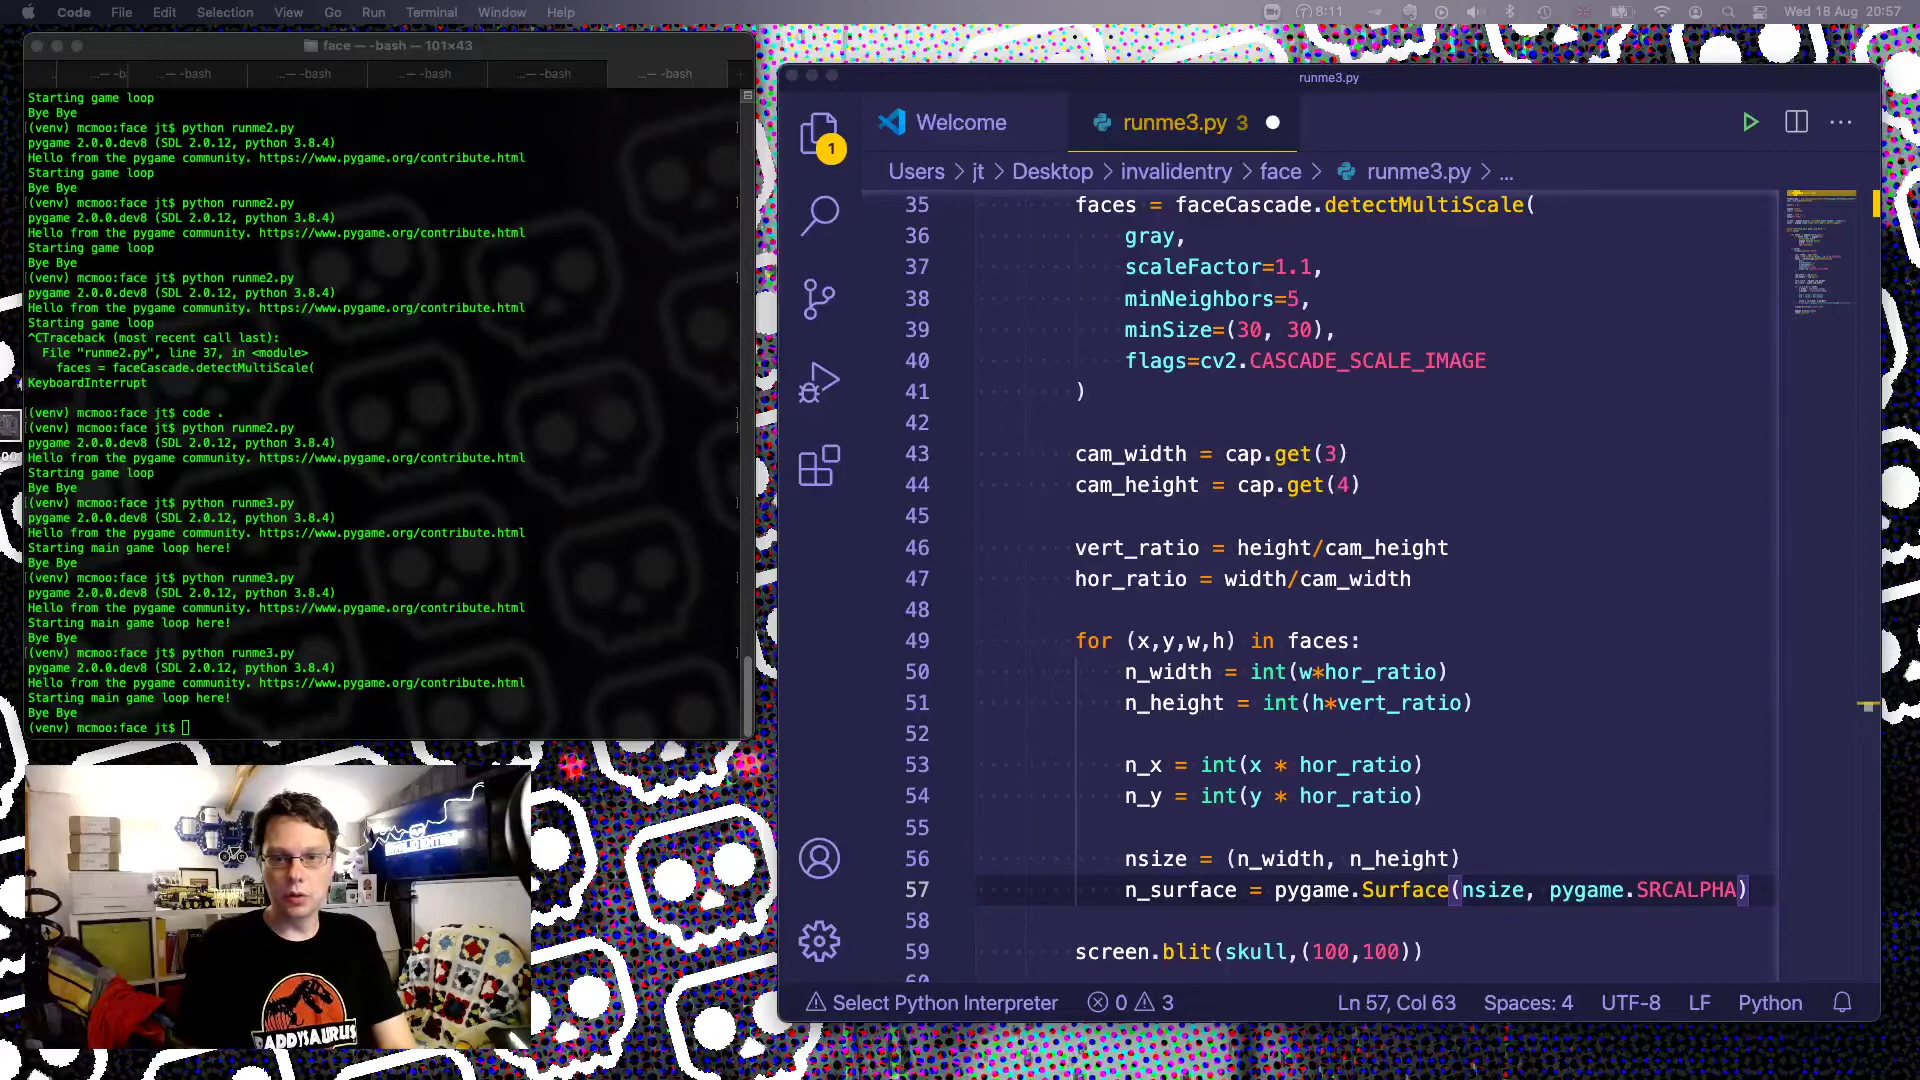 Code File Edit Selection View Go Run Terminal Window Help
8:11 Wed 18 Aug 20:57
face — -bash — 101×43
...— -b ...— -bash ...— -bash ...— -bash ...— -bash ...— -bash
Starting game loop
Bye Bye
(venv) mcmoo:face jt$ python runme2.py
pygame 2.0.0.dev8 (SDL 2.0.12, python 3.8.4)
Hello from the pygame community. https://www.pygame.org/contribute.html
Starting game loop
Bye Bye
(venv) mcmoo:face jt$ python runme2.py
pygame 2.0.0.dev8 (SDL 2.0.12, python 3.8.4)
Hello from the pygame community. https://www.pygame.org/contribute.html
Starting game loop
Bye Bye
(venv) mcmoo:face jt$ python runme2.py
pygame 2.0.0.dev8 (SDL 2.0.12, python 3.8.4)
Hello from the pygame community. https://www.pygame.org/contribute.html
Starting game loop
^CTraceback (most recent call last):
File "runme2.py", line 37, in <module>
faces = faceCascade.detectMultiScale(
KeyboardInterrupt
(venv) mcmoo:face jt$ code .
(venv) mcmoo:face jt$ python runme2.py
pygame 2.0.0.dev8 (SDL 2.0.12, python 3.8.4)
Hello from the pygame community. https://www.pygame.org/contribute.html
Starting game loop
Bye Bye
(venv) mcmoo:face jt$ python runme3.py
pygame 2.0.0.dev8 (SDL 2.0.12, python 3.8.4)
Hello from the pygame community. https://www.pygame.org/contribute.html
Starting main game loop here!
Bye Bye
(venv) mcmoo:face jt$ python runme3.py
pygame 2.0.0.dev8 (SDL 2.0.12, python 3.8.4)
Hello from the pygame community. https://www.pygame.org/contribute.html
Starting main game loop here!
Bye Bye
(venv) mcmoo:face jt$ python runme3.py
pygame 2.0.0.dev8 (SDL 2.0.12, python 3.8.4)
Hello from the pygame community. https://www.pygame.org/contribute.html
Starting main game loop here!
Bye Bye
(venv) mcmoo:face jt$
DADDYSAURUS
runme3.py
1
Welcome runme3.py 3
Users > jt > Desktop > invalidentry > face > runme3.py > ...
35 faces = faceCascade.detectMultiScale(
36 gray,
37 scaleFactor=1.1,
38 minNeighbors=5,
39 minSize=(30, 30),
40 flags=cv2.CASCADE_SCALE_IMAGE
41 )
42
43 cam_width = cap.get(3)
44 cam_height = cap.get(4)
45
46 vert_ratio = height/cam_height
47 hor_ratio = width/cam_width
48
49 for (x,y,w,h) in faces:
50 n_width = int(w*hor_ratio)
51 n_height = int(h*vert_ratio)
52
53 n_x = int(x * hor_ratio)
54 n_y = int(y * hor_ratio)
55
56 nsize = (n_width, n_height)
57 n_surface = pygame.Surface(nsize, pygame.SRCALPHA)
58
59 screen.blit(skull,(100,100))
60
Select Python Interpreter 0 3 Ln 57, Col 63 Spaces: 4 UTF-8 LF Python